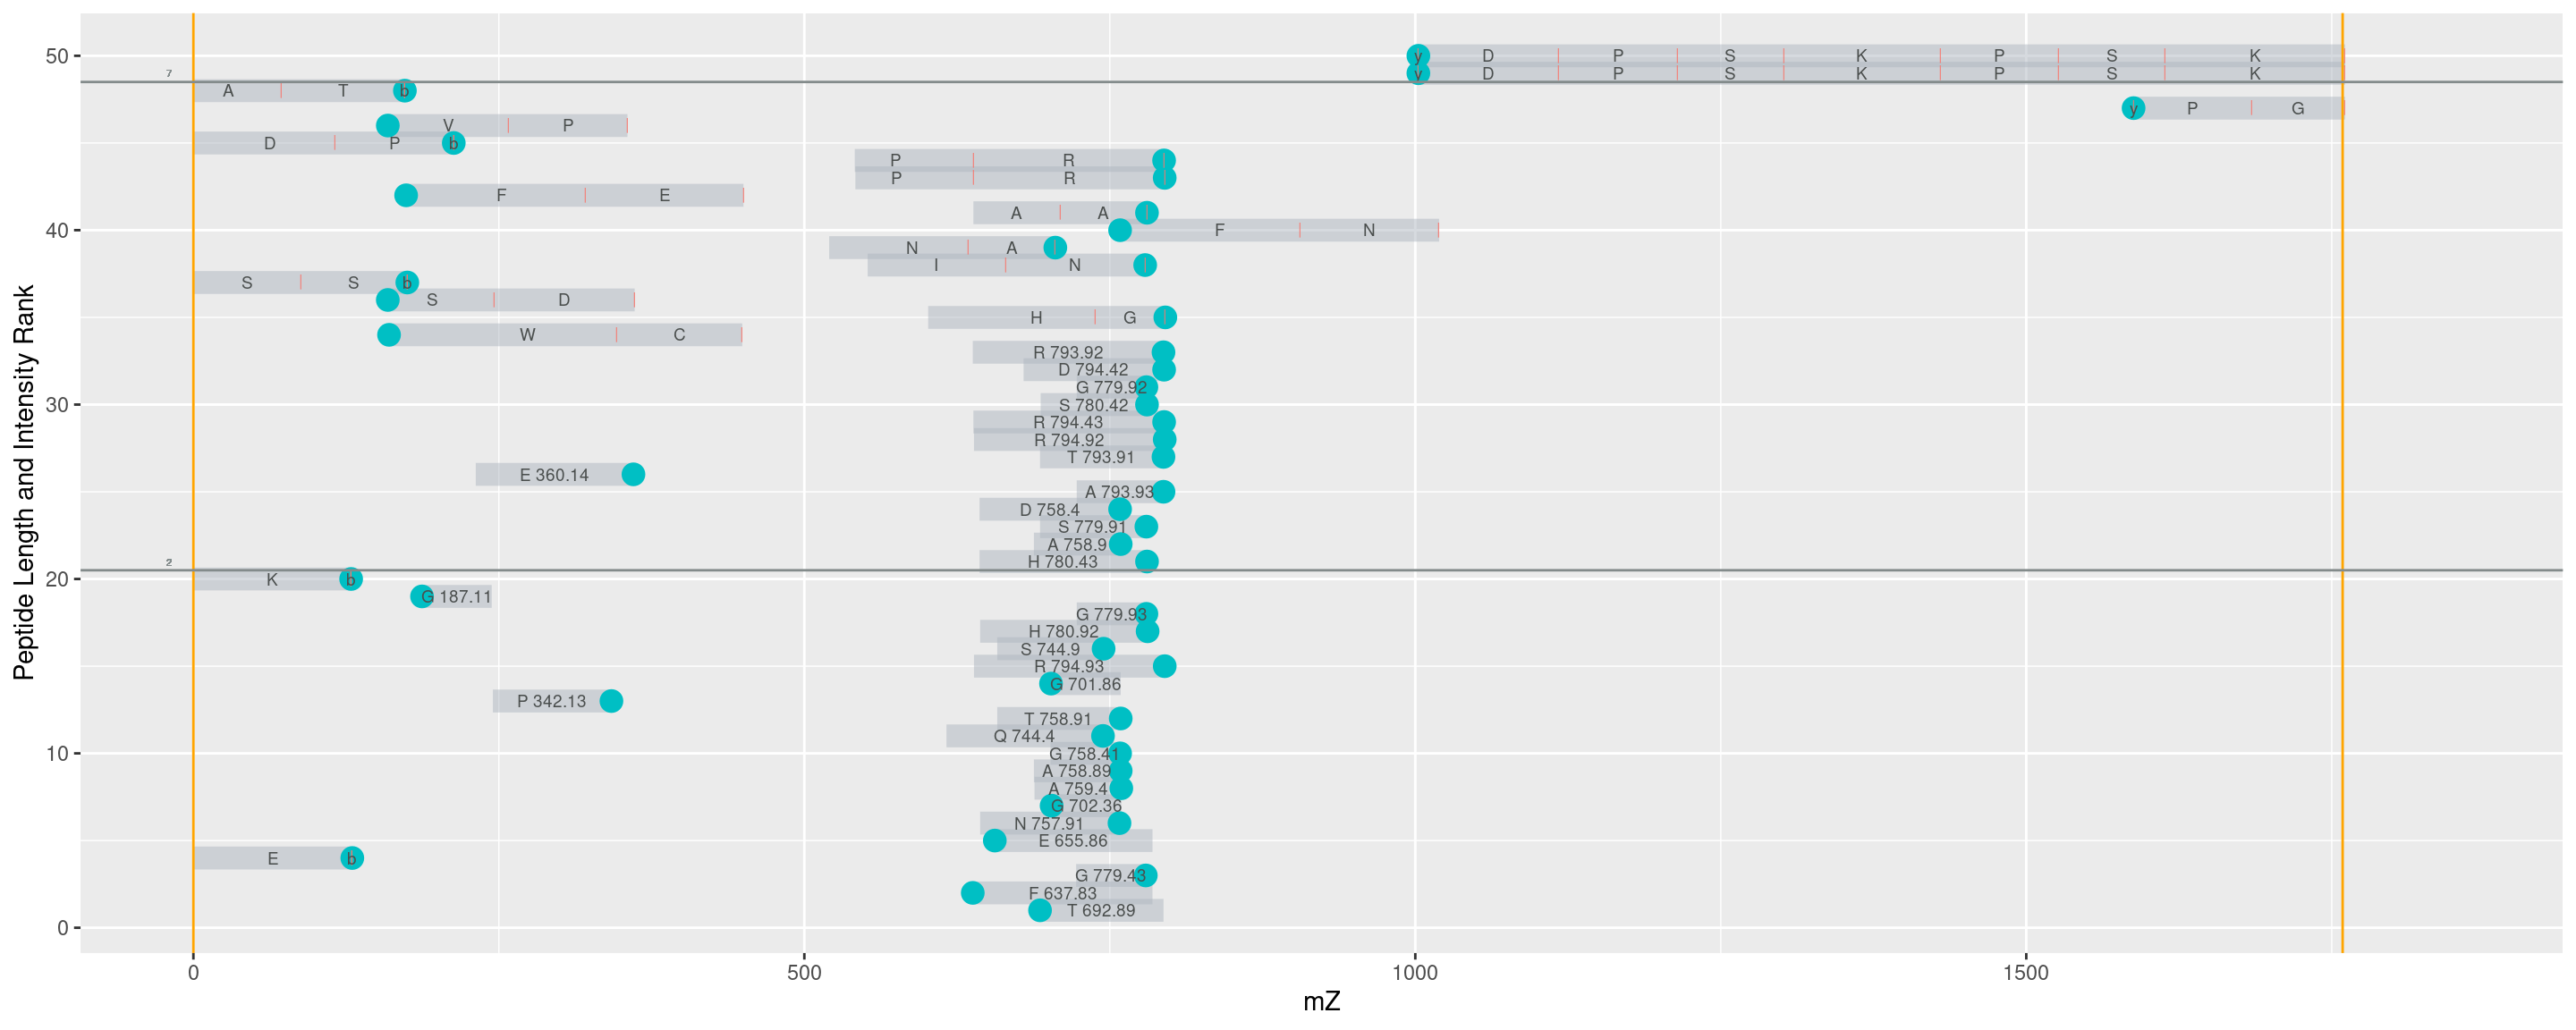 50 y D P S K P S K
7 y D P S K P S K
A T b
y P G
V P
D P b
P R
P R
F E
A A
40 F N
N A
I N
S S b
S D
H G
W C
R 793.92
D 794.42
G 779.92
30 S 780.42
R 794.43
R 794.92
T 793.91
E 360.14
A 793.93
D 758.4
S 779.91
A 758.9
2 H 780.43
20 K b
G 187.11
G 779.93
H 780.92
S 744.9
R 794.93
G 701.86
P 342.13
T 758.91
Q 744.4
10 G 758.41
A 758.89
A 759.4
G 702.36
N 757.91
E 655.86
E b
G 779.43
F 637.83
T 692.89
0
0 500 1000 1500
mZ
Peptide Length and Intensity Rank